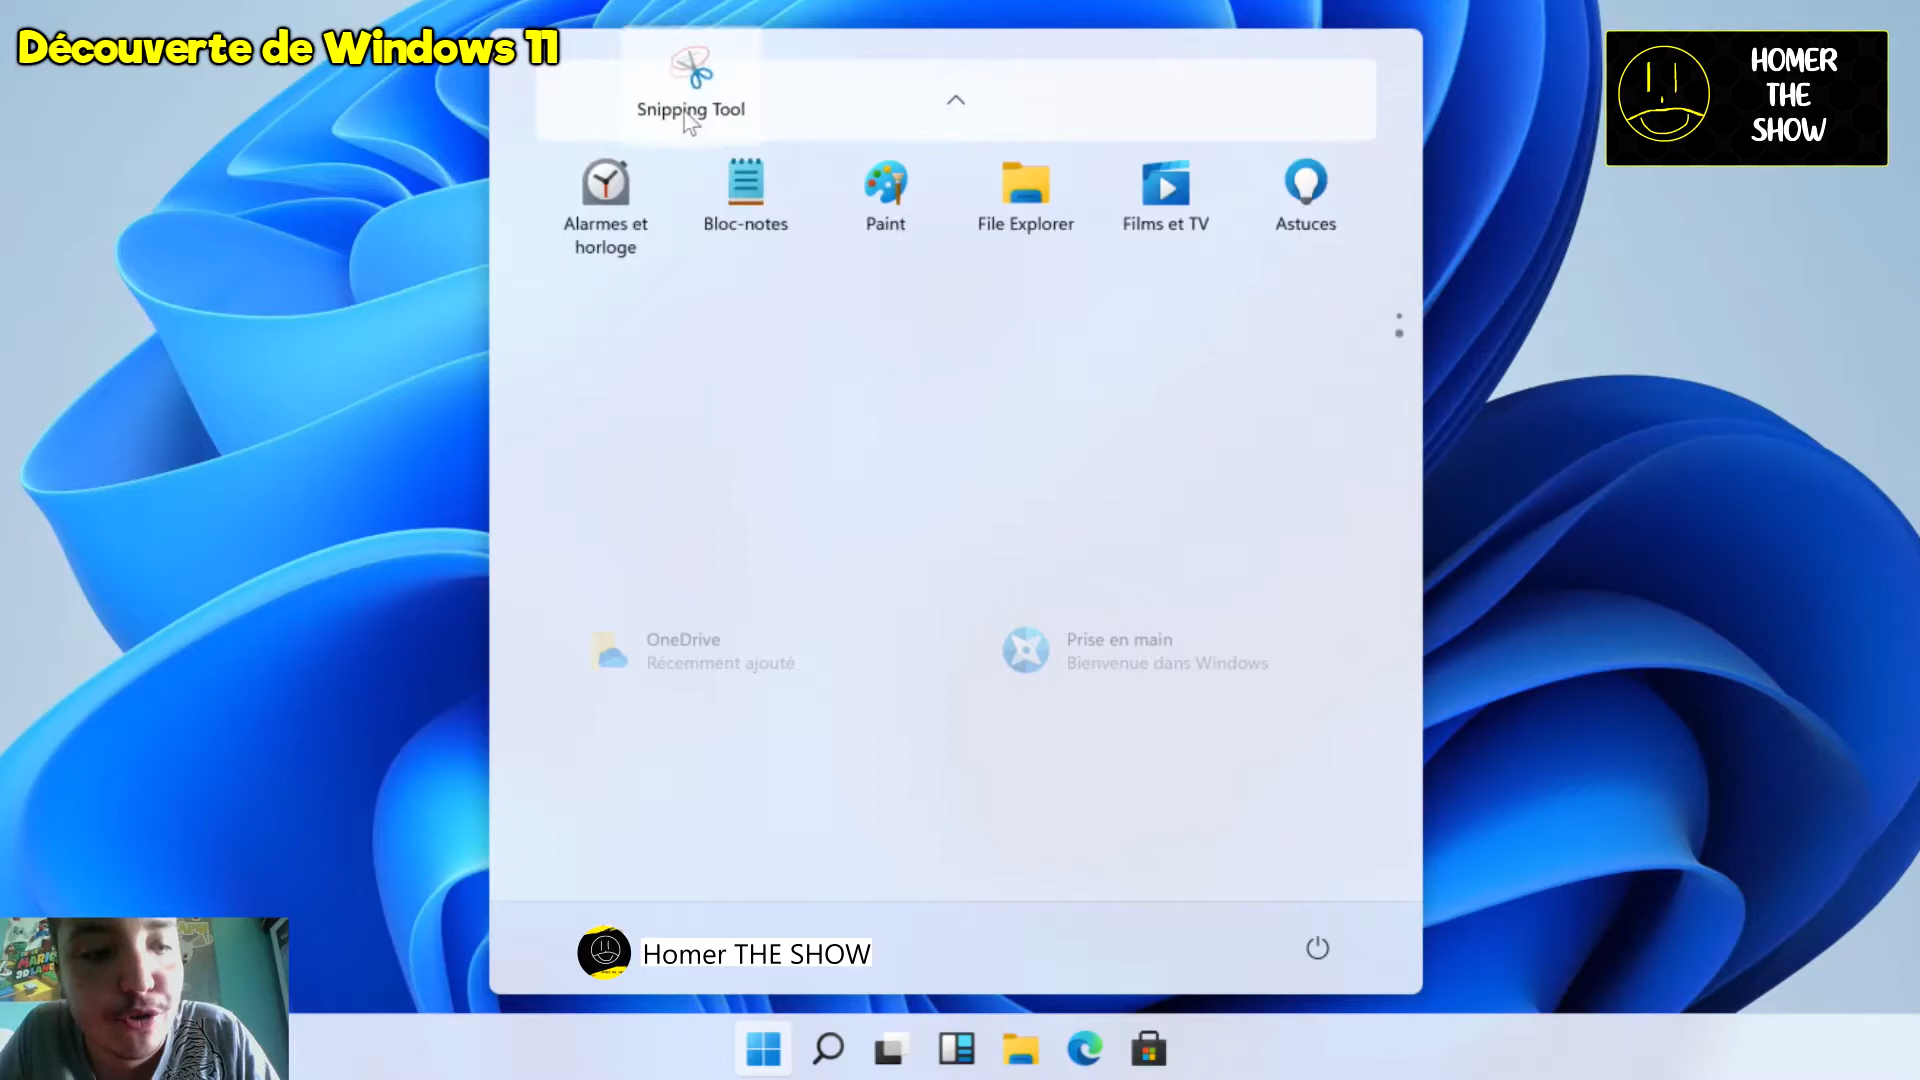 Découverte de Windows 11
HOMER
THE
SHOW
Snipping Tool
Alarmes et
horloge
Bloc-notes
Paint
File Explorer
Films et TV
Astuces
OneDrive
Récemment ajouté
Prise en main
Bienvenue dans Windows
Homer THE SHOW